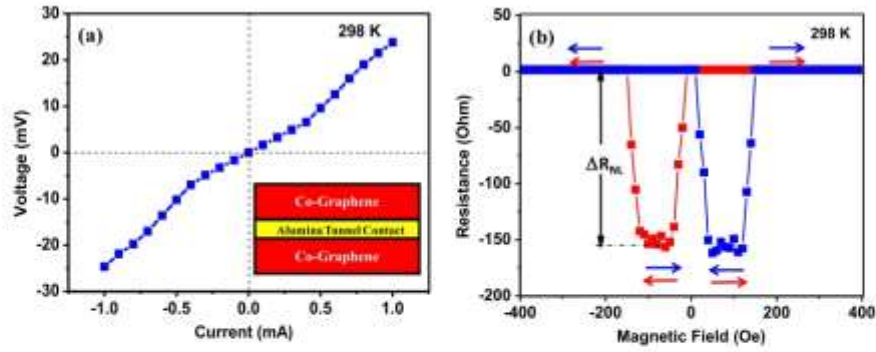 (a)
298 K
30
20
10
0
-10
-20
-30
Voltage (mV)
Co-Graphene
Alumina Tunnel Contact
Co-Graphene
-1.0
-0.5
0.0
0.5
1.0
Current (mA)
(b)
298 K
0
-50
-100
-150
-200
Resistance (Ohm)
ΔR_NL
-400
-200
0
200
400
Magnetic Field (Oe)